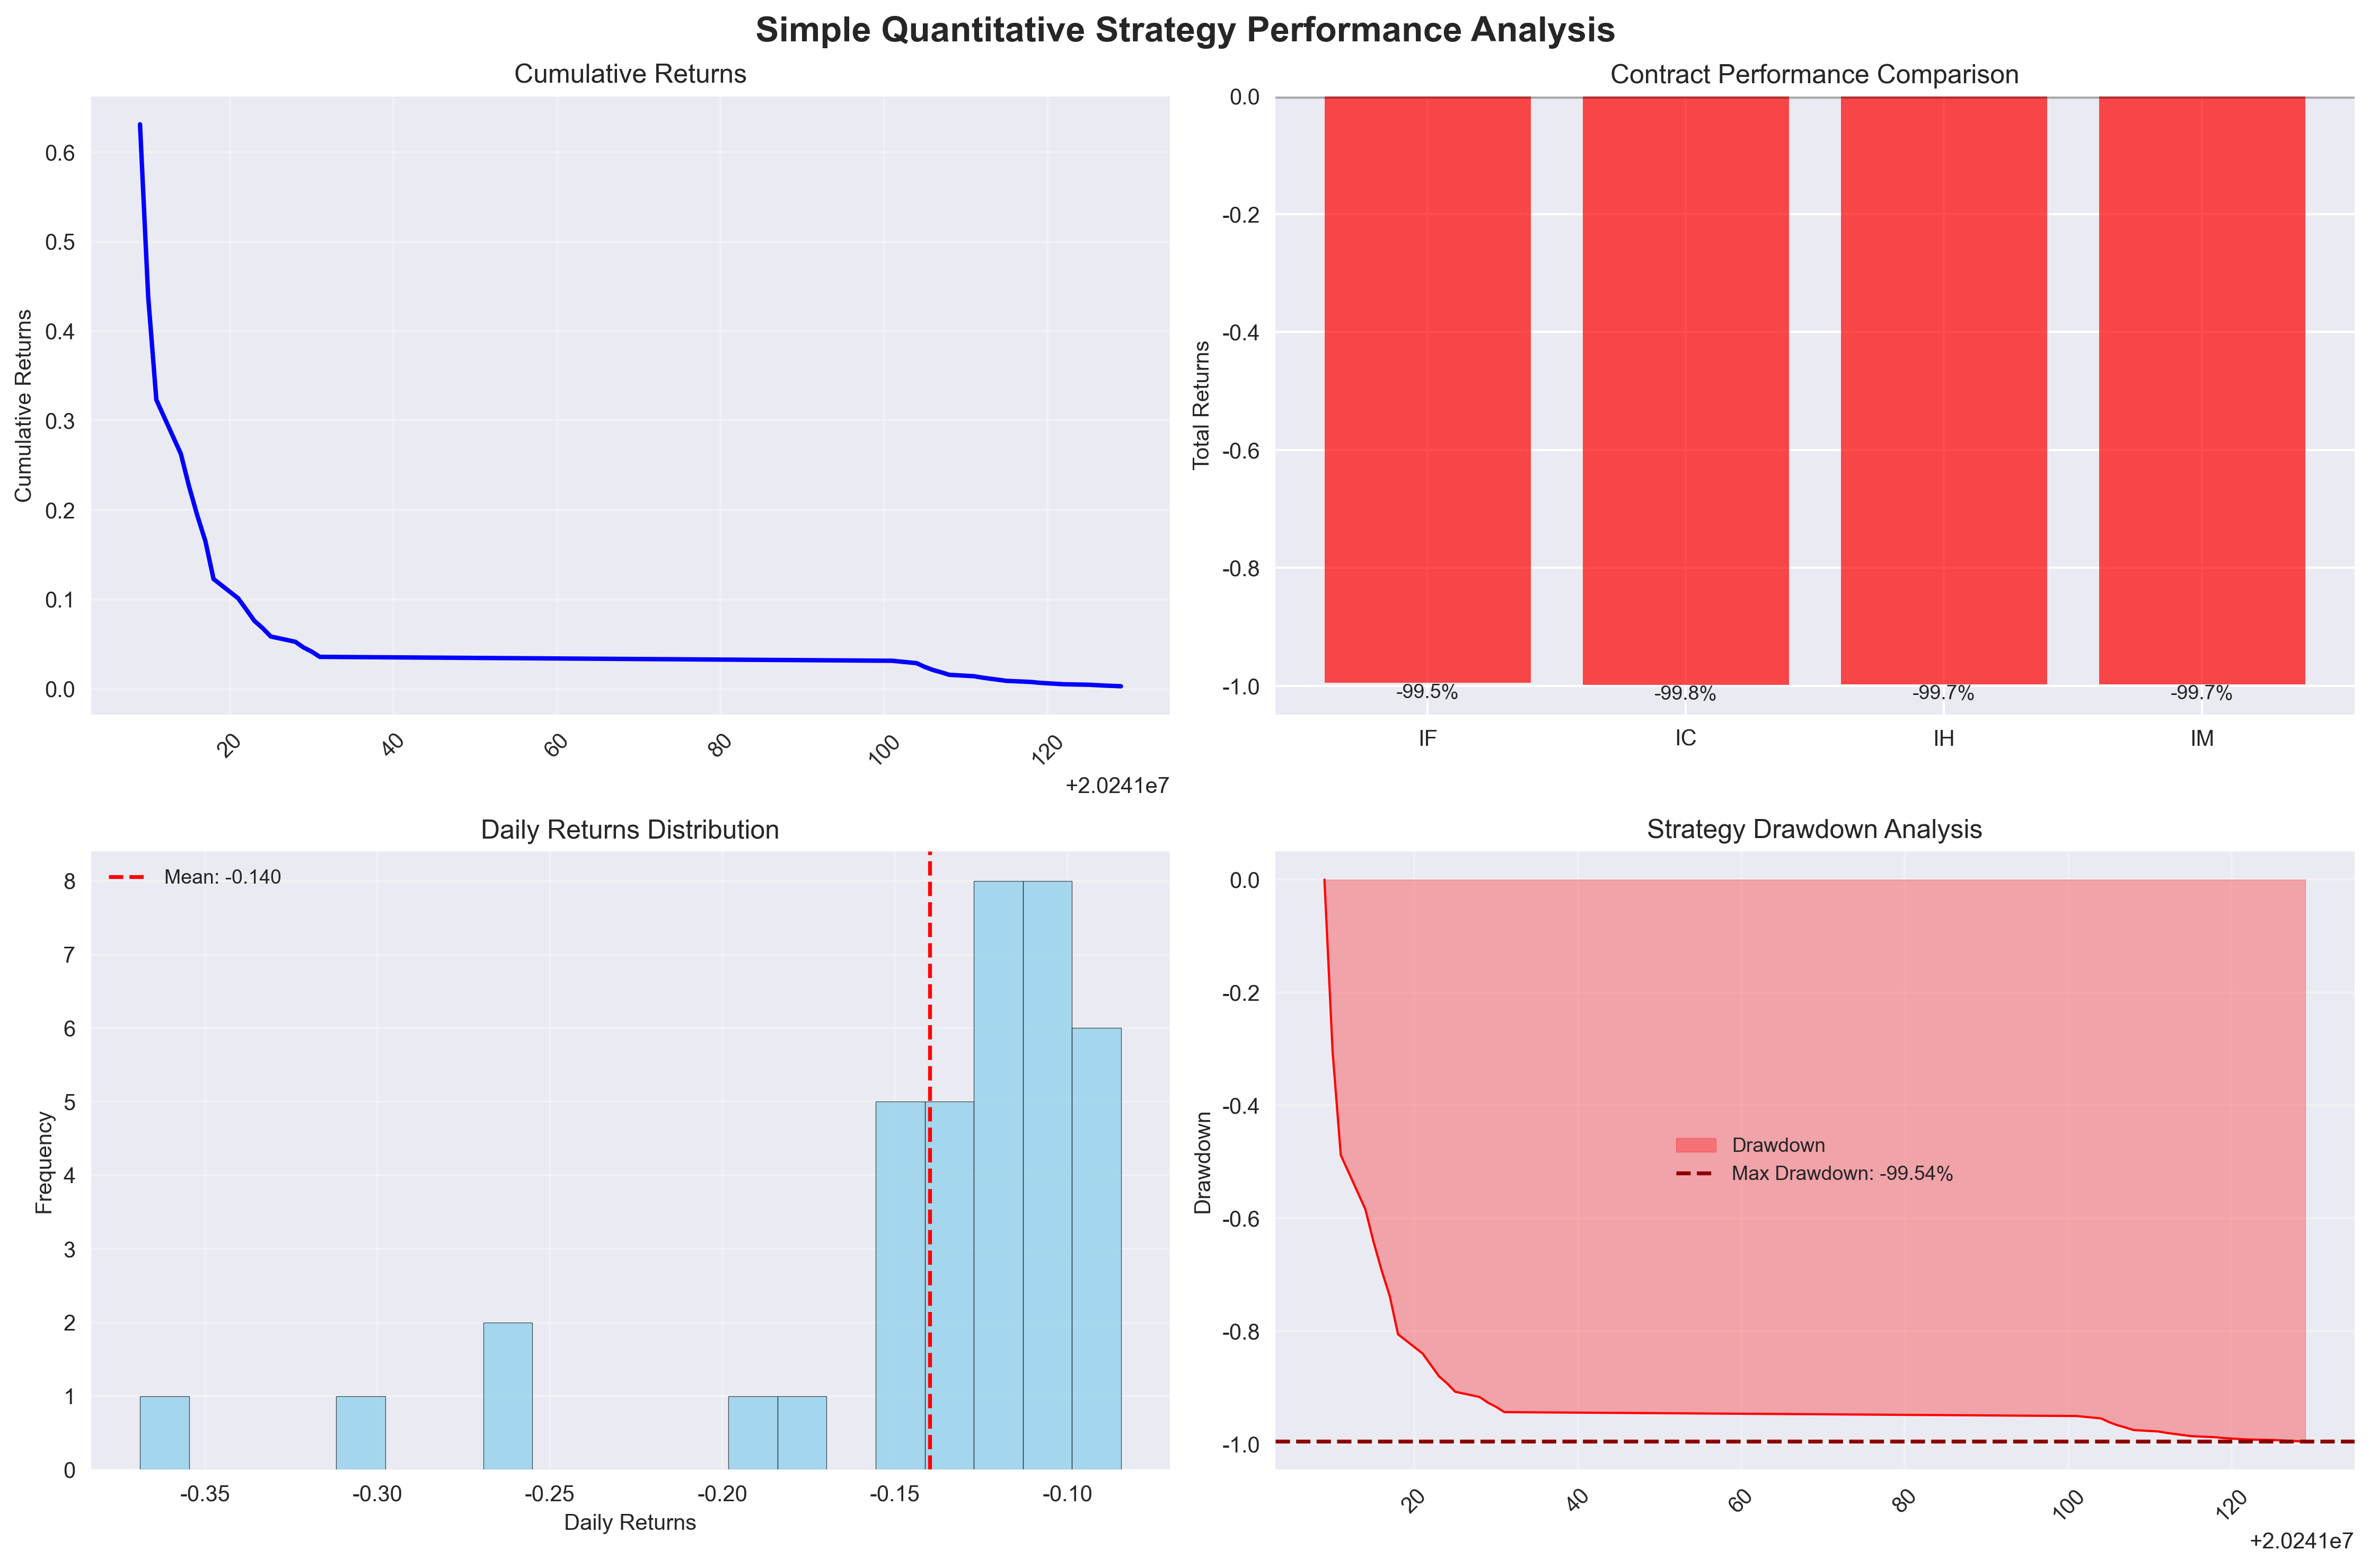 Simple Quantitative Strategy Performance Analysis
Cumulative Returns
Cumulative Returns
0.6
0.5
0.4
0.3
0.2
0.1
0.0
20
40
60
80
100
120
+2.0241e7
Contract Performance Comparison
Total Returns
0.0
-0.2
-0.4
-0.6
-0.8
-1.0
-99.5%
-99.8%
-99.7%
-99.7%
IF
IC
IH
IM
Daily Returns Distribution
Mean: -0.140
Frequency
8
7
6
5
4
3
2
1
0
-0.35
-0.30
-0.25
-0.20
-0.15
-0.10
Daily Returns
Strategy Drawdown Analysis
Drawdown
0.0
-0.2
-0.4
-0.6
-0.8
-1.0
Drawdown
Max Drawdown: -99.54%
20
40
60
80
100
120
+2.0241e7